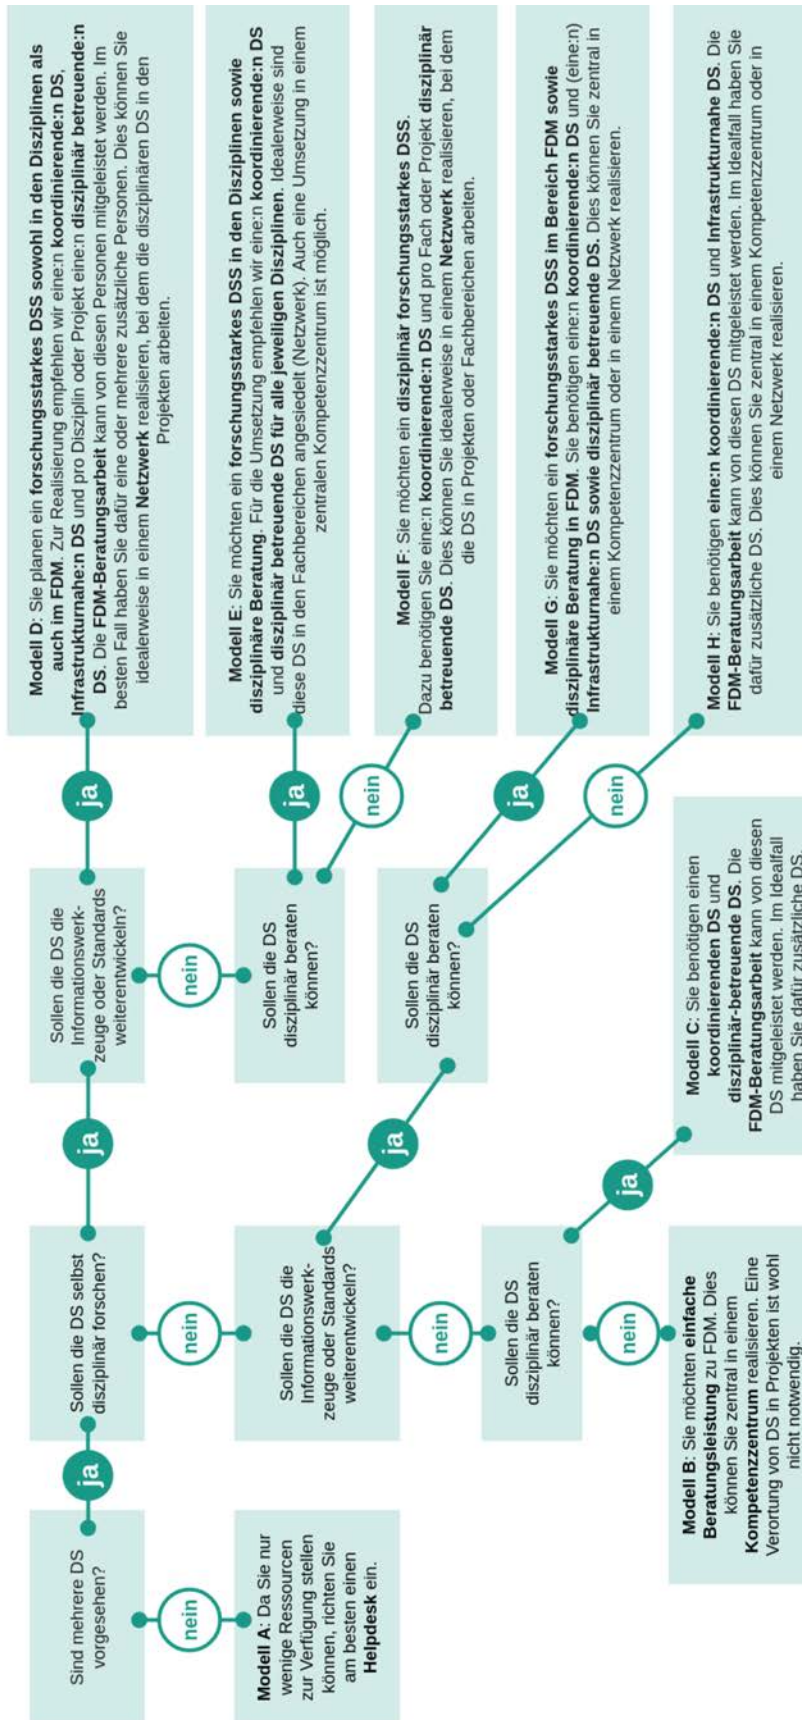 Sind mehrere DS
vorgesehen?
ja
Sollen die DS selbst
disziplinär forschen?
ja
Sollen die DS die
Informationswerk-
zeuge oder Standards
weiterentwickeln?
ja
Modell D: Sie planen ein forschungsstarkes DSS sowohl in den Disziplinen als
auch im FDM. Zur Realisierung empfehlen wir eine:n koordinierende:n DS,
Infrastrukturnahe:n DS und pro Disziplin oder Projekt eine:n disziplinär betreuende:n
DS. Die FDM-Beratungsarbeit kann von diesen Personen mitgeleistet werden. Im
besten Fall haben Sie dafür eine oder mehrere zusätzliche Personen. Dies können Sie
idealerweise in einem Netzwerk realisieren, bei dem die disziplinären DS in den
Projekten arbeiten.
nein
nein
nein
Modell A: Da Sie nur
wenige Ressourcen
zur Verfügung stellen
können, richten Sie
am besten einen
Helpdesk ein.
Sollen die DS die
Informationswerk-
zeuge oder Standards
weiterentwickeln?
Sollen die DS
disziplinär beraten
können?
ja
Modell E: Sie möchten ein forschungsstarkes DSS in den Disziplinen sowie
disziplinäre Beratung. Für die Umsetzung empfehlen wir eine:n koordinierende:n DS
und disziplinär betreuende DS für alle jeweiligen Disziplinen. Idealerweise sind
diese DS in den Fachbereichen angesiedelt (Netzwerk). Auch eine Umsetzung in einem
zentralen Kompetenzzentrum ist möglich.
nein
Modell F: Sie möchten ein disziplinär forschungsstarkes DSS.
Dazu benötigen Sie eine:n koordinierende:n DS und pro Fach oder Projekt disziplinär
betreuende DS. Dies können Sie idealerweise in einem Netzwerk realisieren, bei dem
die DS in Projekten oder Fachbereichen arbeiten.
ja
nein
Sollen die DS
disziplinär beraten
können?
ja
Modell G: Sie möchten ein forschungsstarkes DSS im Bereich FDM sowie
disziplinäre Beratung in FDM. Sie benötigen eine:n koordinierende:n DS und (eine:n)
Infrastrukturnahe:n DS sowie disziplinär betreuende DS. Dies können Sie zentral in
einem Kompetenzzentrum oder in einem Netzwerk realisieren.
Sollen die DS
disziplinär beraten
können?
nein
ja
nein
Modell B: Sie möchten einfache
Beratungsleistung zu FDM. Dies
können Sie zentral in einem
Kompetenzzentrum realisieren. Eine
Verortung von DS in Projekten ist wohl
nicht notwendig.
Modell C: Sie benötigen einen
koordinierenden DS und
disziplinär-betreuende DS. Die
FDM-Beratungsarbeit kann von diesen
DS mitgeleistet werden. Im Idealfall
haben Sie dafür zusätzliche DS.
Modell H: Sie benötigen eine:n koordinierende:n DS und Infrastrukturnahe DS. Die
FDM-Beratungsarbeit kann von diesen DS mitgeleistet werden. Im Idealfall haben Sie
dafür zusätzliche DS. Dies können Sie zentral in einem Kompetenzzentrum oder in
einem Netzwerk realisieren.